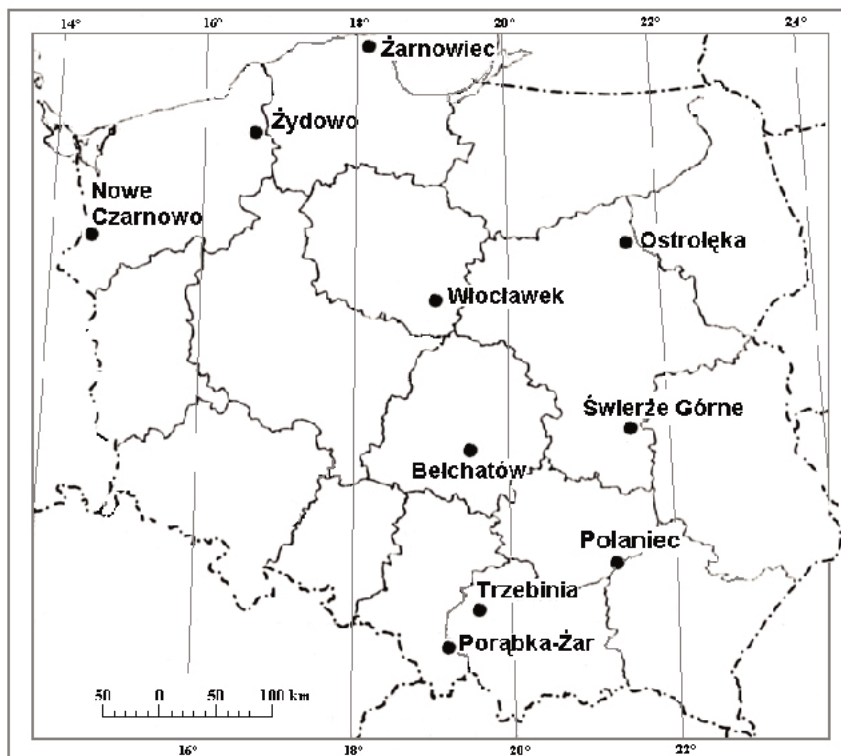 14° 18° 20° 22° 24°
Żarnowiec
Żydowo
Nowe
Czarnowo
Ostrołęka
Włocławek
Świerże Górne
Bełchatów
Połaniec
Trzebinia
Porąbka-Żar
50 0 50 100 km
16° 18° 20° 22°